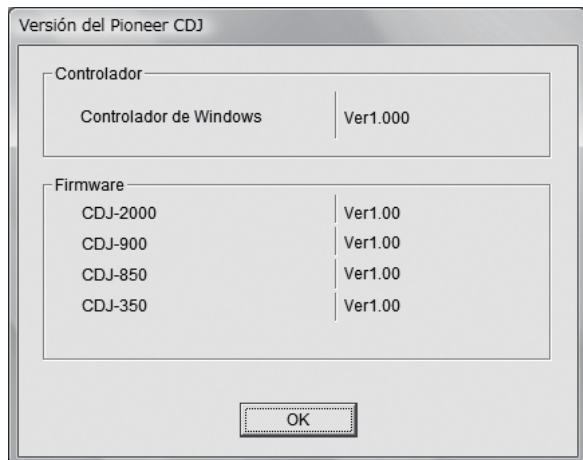 Versión del Pioneer CDJ
Controlador
Controlador de Windows Ver1.000
Firmware
CDJ-2000 Ver1.00
CDJ-900 Ver1.00
CDJ-850 Ver1.00
CDJ-350 Ver1.00
OK